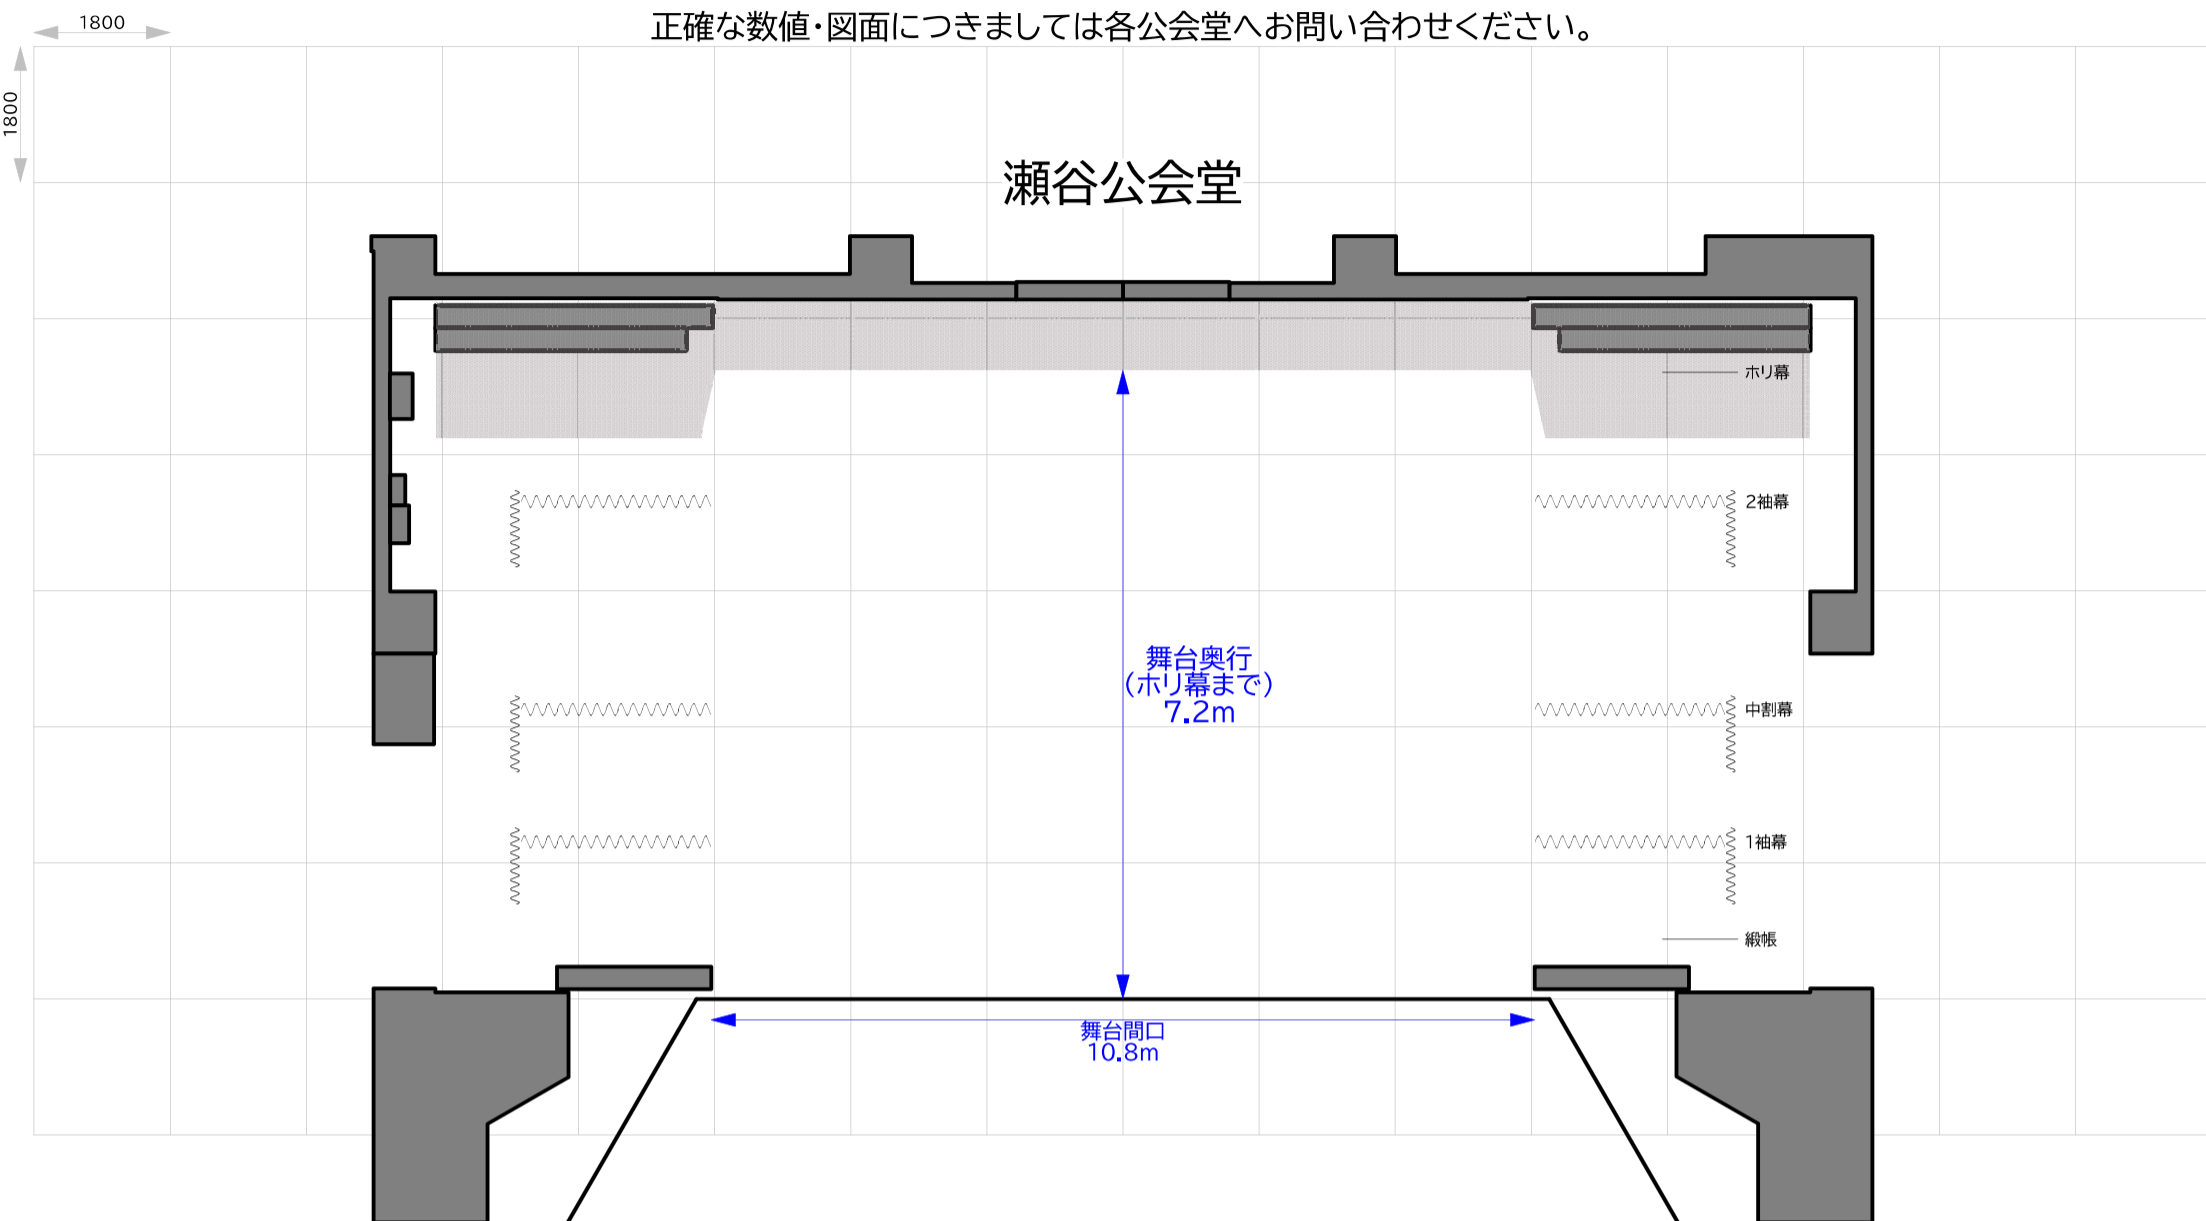 正確な数値・図面につきましては各公会堂へお問い合わせください。
1800
1800
瀬谷公会堂
ホリ幕
2袖幕
舞台奥行
（ホリ幕まで）
7.2m
中割幕
1袖幕
緞帳
舞台間口
10.8m